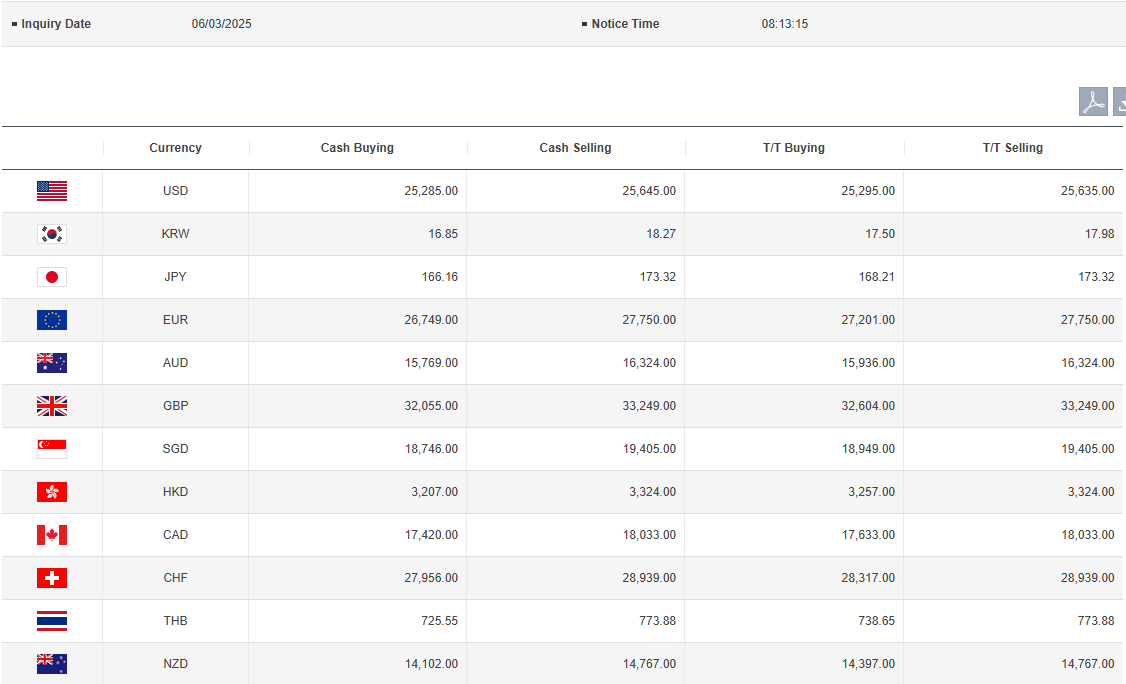 Inquiry Date 06/03/2025 Notice Time 08:13:15
Currency Cash Buying Cash Selling T/T Buying T/T Selling
USD 25,285.00 25,645.00 25,295.00 25,635.00
KRW 16.85 18.27 17.50 17.98
JPY 166.16 173.32 168.21 173.32
EUR 26,749.00 27,750.00 27,201.00 27,750.00
AUD 15,769.00 16,324.00 15,936.00 16,324.00
GBP 32,055.00 33,249.00 32,604.00 33,249.00
SGD 18,746.00 19,405.00 18,949.00 19,405.00
HKD 3,207.00 3,324.00 3,257.00 3,324.00
CAD 17,420.00 18,033.00 17,633.00 18,033.00
CHF 27,956.00 28,939.00 28,317.00 28,939.00
THB 725.55 773.88 738.65 773.88
NZD 14,102.00 14,767.00 14,397.00 14,767.00